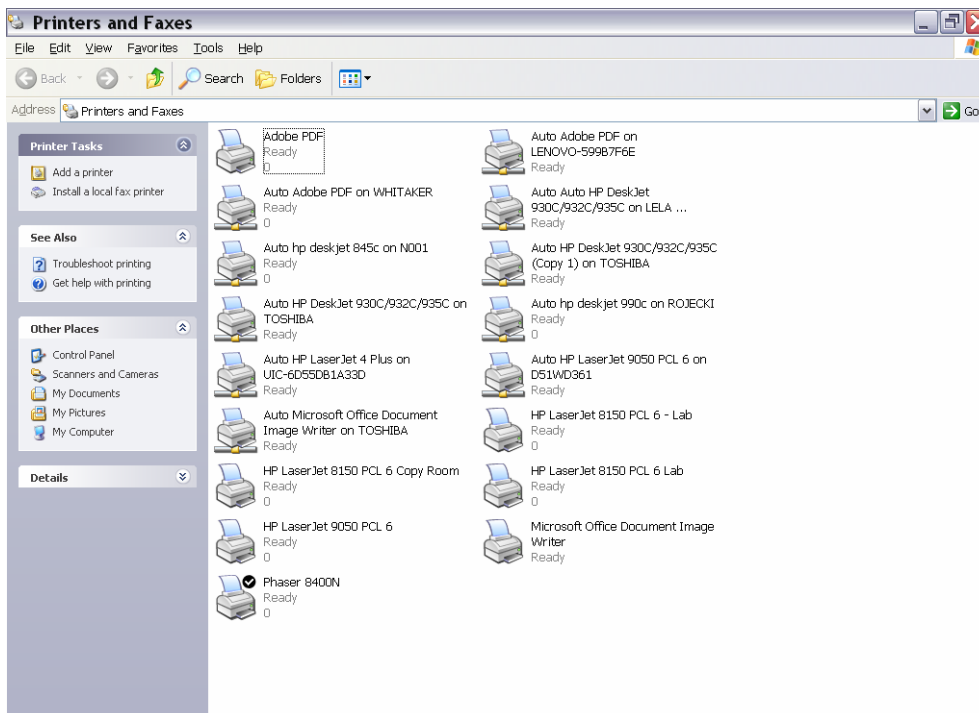 Printers and Faxes
File Edit View Favorites Tools Help
Back Search Folders
Address Printers and Faxes Go
Printer Tasks
Add a printer
Install a local fax printer
See Also
Troubleshoot printing
Get help with printing
Other Places
Control Panel
Scanners and Cameras
My Documents
My Pictures
My Computer
Details
Adobe PDF
Ready
0
Auto Adobe PDF on
LENOVO-599B7F6E
Ready
Auto Adobe PDF on WHITAKER
Ready
0
Auto Auto HP DeskJet
930C/932C/935C on LELA ...
Ready
Auto hp deskjet 845c on N001
Ready
0
Auto HP DeskJet 930C/932C/935C
(Copy 1) on TOSHIBA
Ready
Auto HP DeskJet 930C/932C/935C on
TOSHIBA
Ready
Auto hp deskjet 990c on ROJECKI
Ready
0
Auto HP LaserJet 4 Plus on
UIC-6D55DB1A33D
Ready
Auto HP LaserJet 9050 PCL 6 on
D51WD361
Ready
Auto Microsoft Office Document
Image Writer on TOSHIBA
Ready
HP LaserJet 8150 PCL 6 - Lab
Ready
0
HP LaserJet 8150 PCL 6 Copy Room
Ready
0
HP LaserJet 8150 PCL 6 Lab
Ready
0
HP LaserJet 9050 PCL 6
Ready
0
Microsoft Office Document Image
Writer
Ready
Phaser 8400N
Ready
0